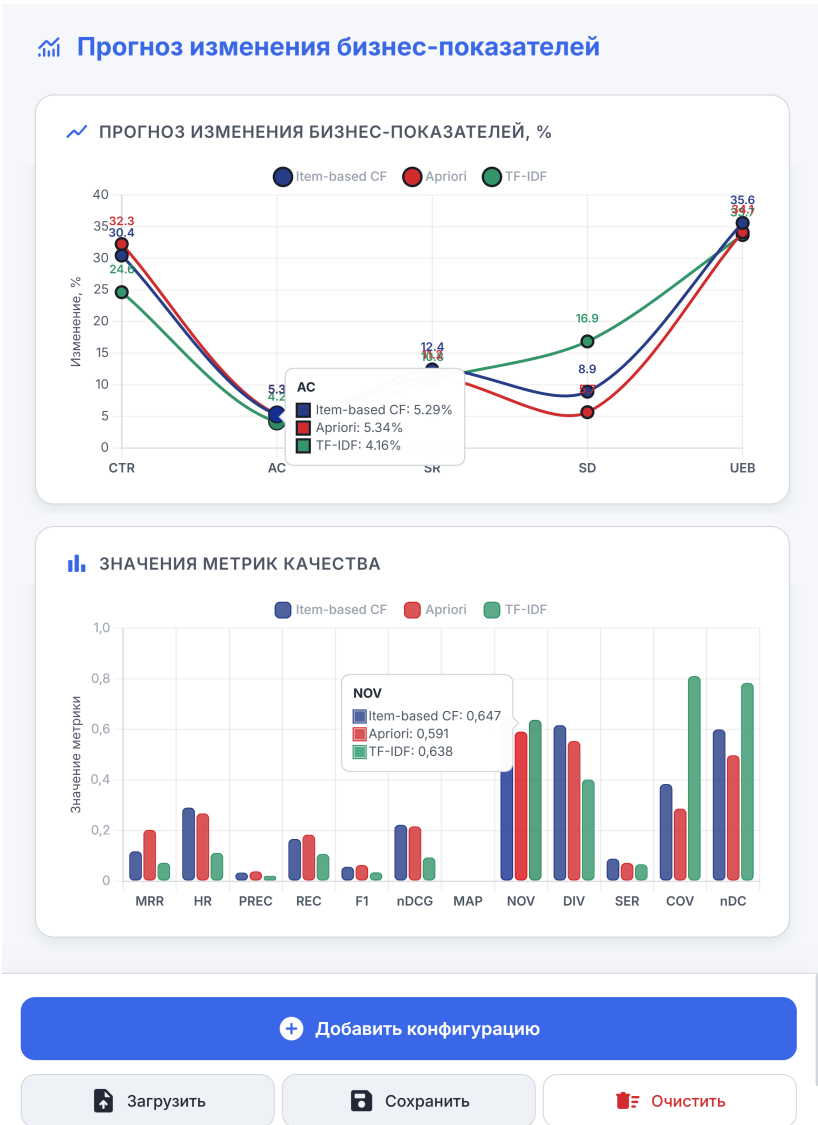 Прогноз изменения бизнес-показателей
ПРОГНОЗ ИЗМЕНЕНИЯ БИЗНЕС-ПОКАЗАТЕЛЕЙ, %
Item-based CF Apriori TF-IDF
40
35
30
25
20
15
10
5
0
Изменение, %
32.3
30.4
24.6
5.3
4.2
12.4
16.9
8.9
35.6
AC
Item-based CF: 5.29%
Apriori: 5.34%
TF-IDF: 4.16%
CTR AC SR SD UEB
ЗНАЧЕНИЯ МЕТРИК КАЧЕСТВА
Item-based CF Apriori TF-IDF
1,0
0,8
0,6
0,4
0,2
0
Значение метрики
NOV
Item-based CF: 0,647
Apriori: 0,591
TF-IDF: 0,638
MRR HR PREC REC F1 nDCG MAP NOV DIV SER COV nDC
Добавить конфигурацию
Загрузить Сохранить Очистить